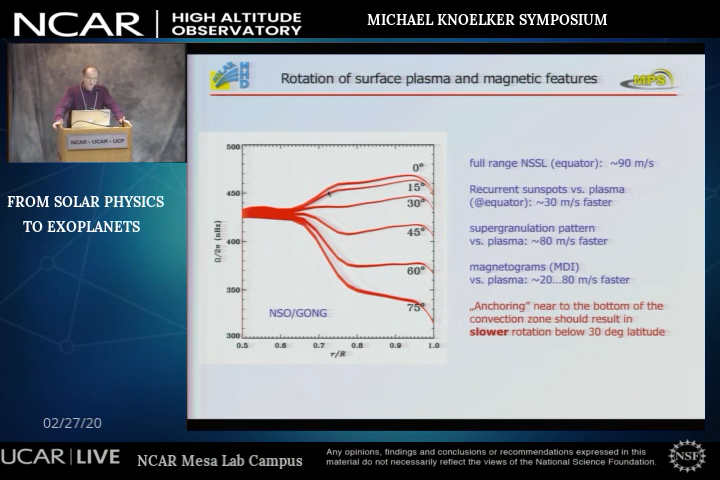 NCAR
HIGH ALTITUDE
OBSERVATORY
MICHAEL KNOELKER SYMPOSIUM
HHD
Rotation of surface plasma and magnetic features
MPS
NCAR • UCAR • UCP
FROM SOLAR PHYSICS
TO EXOPLANETS
500
450
400
350
300
Ω/2π (nHz)
0°
15°
30°
45°
60°
75°
NSO/GONG
0.5 0.6 0.7 0.8 0.9 1.0
r/R
full range NSSL (equator): ~90 m/s
Recurrent sunspots vs. plasma
(@equator): ~30 m/s faster
supergranulation pattern
vs. plasma: ~80 m/s faster
magnetograms (MDI)
vs. plasma: ~20...80 m/s faster
„Anchoring" near to the bottom of the
convection zone should result in
slower rotation below 30 deg latitude
02/27/20
UCAR | LIVE
NCAR Mesa Lab Campus
Any opinions, findings and conclusions or recommendations expressed in this
material do not necessarily reflect the views of the National Science Foundation.
NSF